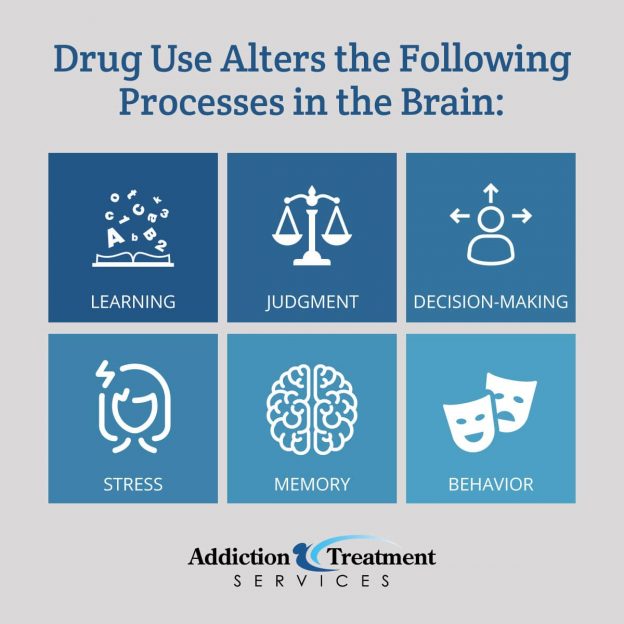 Drug Use Alters the Following
Processes in the Brain:
LEARNING
JUDGMENT
DECISION-MAKING
STRESS
MEMORY
BEHAVIOR
Addiction Treatment
SERVICES